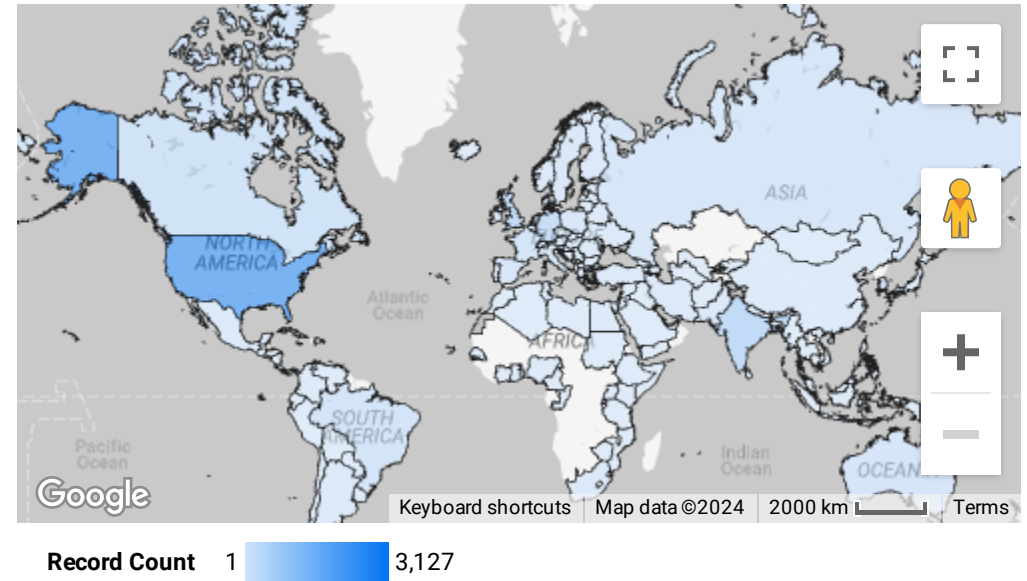 NORTH
AMERICA
Atlantic
Ocean
ASIA
EUROPE
AFRICA
SOUTH
AMERICA
Pacific
Ocean
Indian
Ocean
OCEANIA
Google
Keyboard shortcuts
Map data ©2024
2000 km
Terms
Record Count 1 3,127